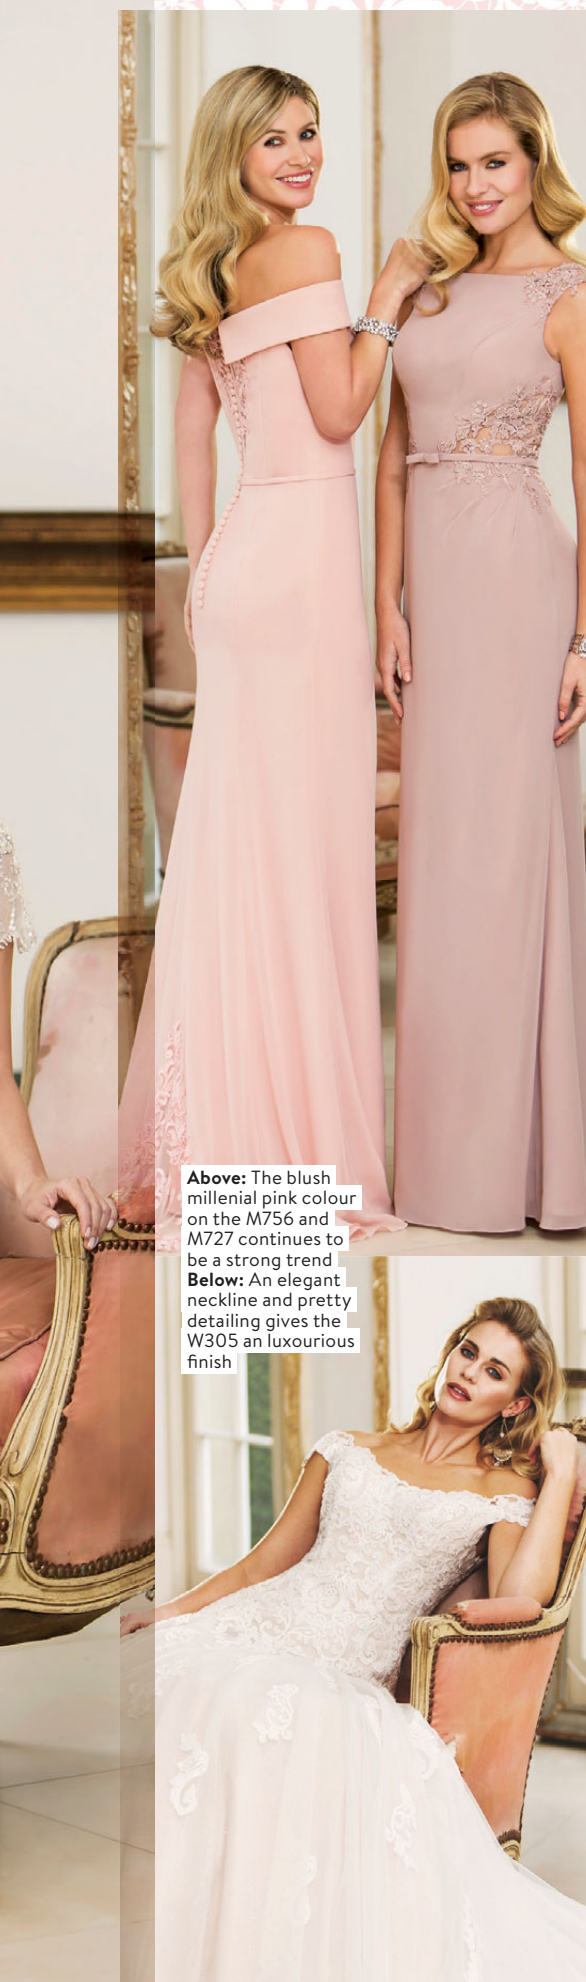 Above: The blush
millenial pink colour
on the M756 and
M727 continues to
be a strong trend
Below: An elegant
neckline and pretty
detailing gives the
W305 an luxourious
finish